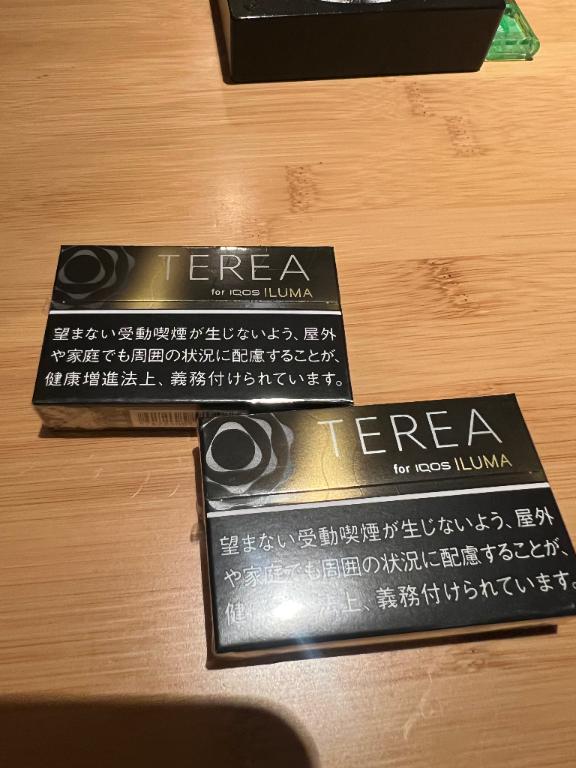 TEREA
for IQOS ILUMA
望まない受動喫煙が生じないよう、屋外
や家庭でも周囲の状況に配慮することが、
健康増進法上、義務付けられています。
TEREA
for IQOS ILUMA
望まない受動喫煙が生じないよう、屋外
や家庭でも周囲の状況に配慮することが、
健 上、義務付けられています。